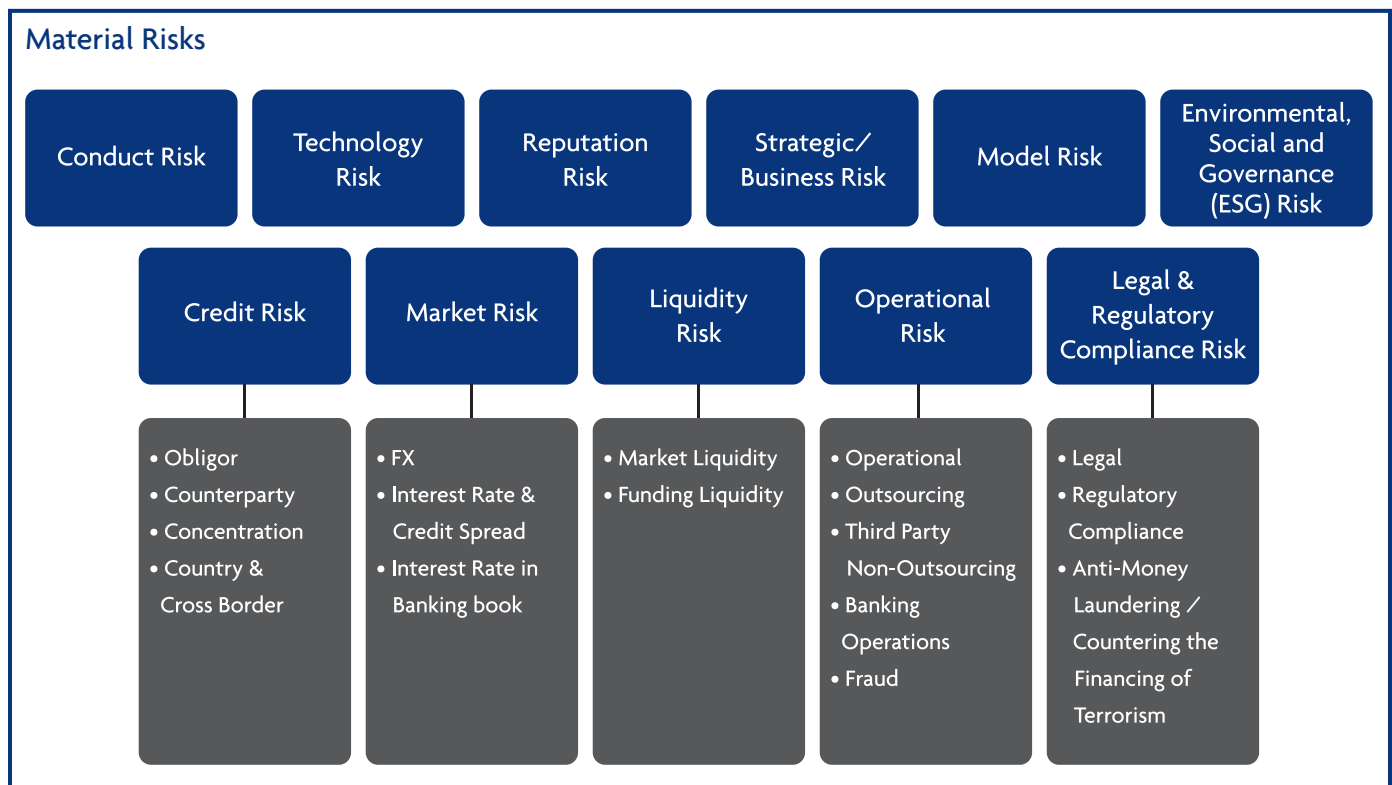 Material Risks
Conduct Risk
Technology
Risk
Reputation
Risk
Strategic/
Business Risk
Model Risk
Environmental,
Social and
Governance
(ESG) Risk
Credit Risk
Market Risk
Liquidity
Risk
Operational
Risk
Legal &
Regulatory
Compliance Risk
• Obligor
• Counterparty
• Concentration
• Country &
Cross Border
• FX
• Interest Rate &
Credit Spread
• Interest Rate in
Banking book
• Market Liquidity
• Funding Liquidity
• Operational
• Outsourcing
• Third Party
Non-Outsourcing
• Banking
Operations
• Fraud
• Legal
• Regulatory
Compliance
• Anti-Money
Laundering /
Countering the
Financing of
Terrorism